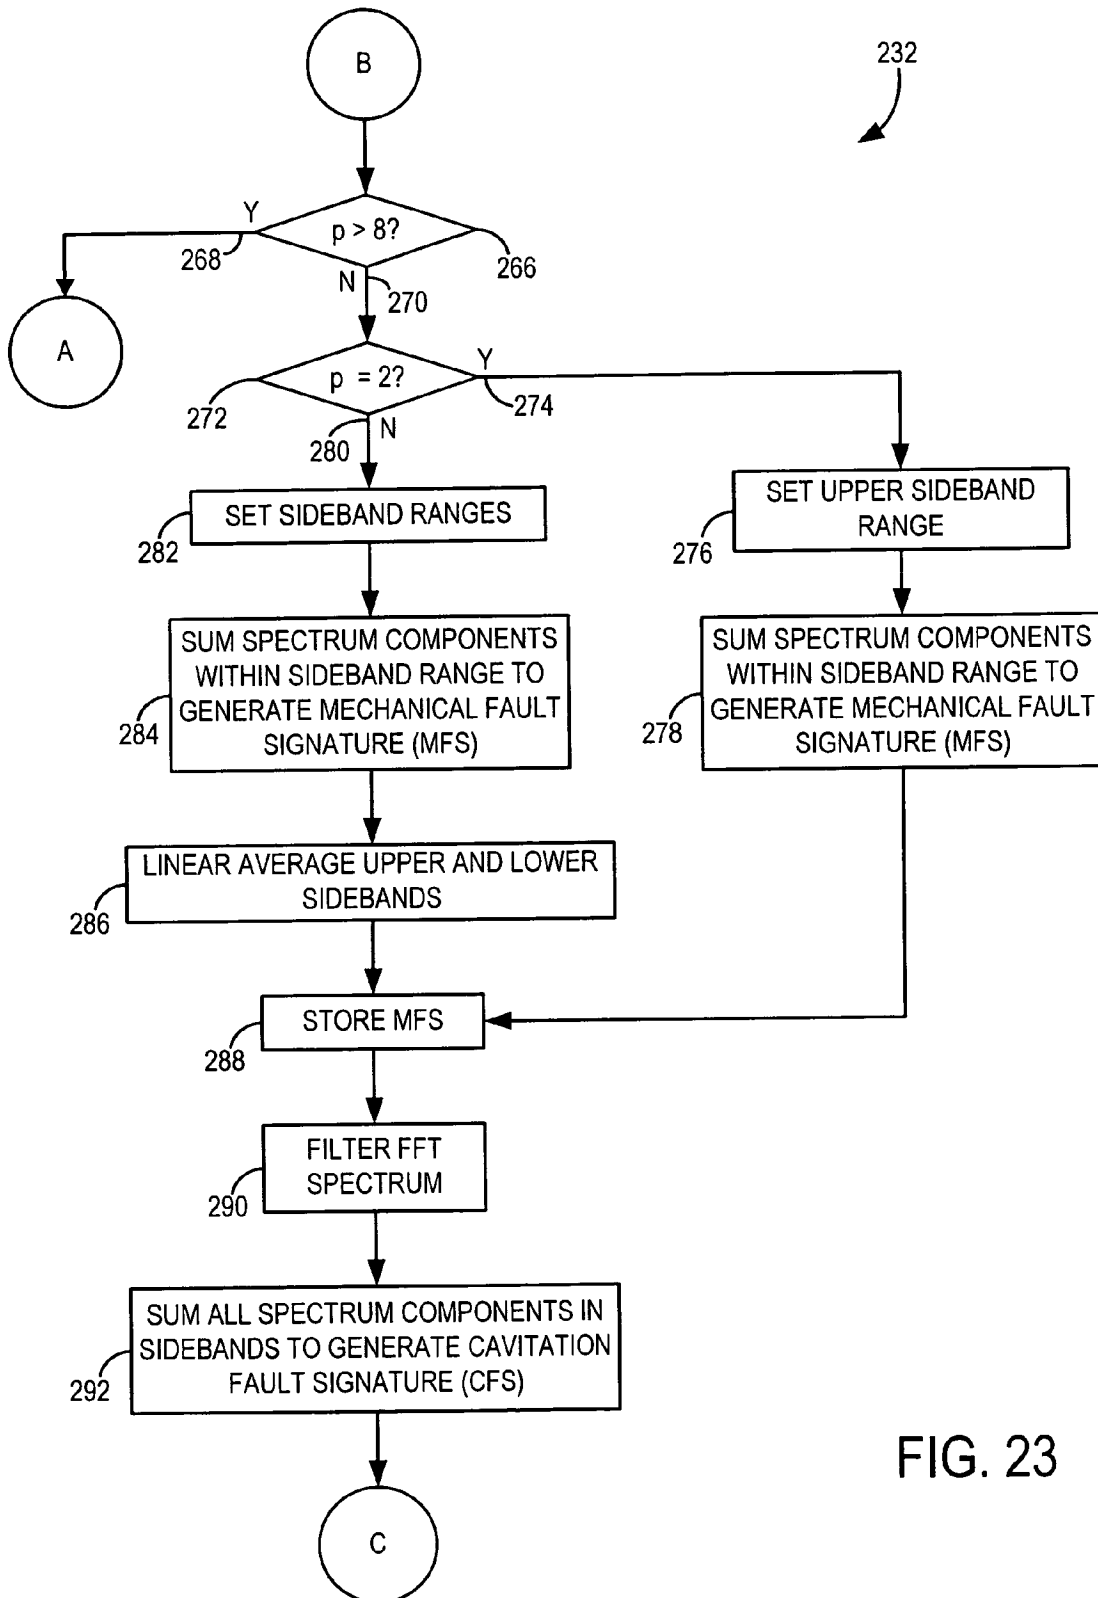 B
232
Y
p > 8?
268
266
N
270
A
Y
p = 2?
272
274
280
N
SET SIDEBAND RANGES
282
SET UPPER SIDEBAND
RANGE
276
SUM SPECTRUM COMPONENTS
WITHIN SIDEBAND RANGE TO
GENERATE MECHANICAL FAULT
SIGNATURE (MFS)
284
SUM SPECTRUM COMPONENTS
WITHIN SIDEBAND RANGE TO
GENERATE MECHANICAL FAULT
SIGNATURE (MFS)
278
LINEAR AVERAGE UPPER AND LOWER
SIDEBANDS
286
STORE MFS
288
FILTER FFT
SPECTRUM
290
SUM ALL SPECTRUM COMPONENTS IN
SIDEBANDS TO GENERATE CAVITATION
FAULT SIGNATURE (CFS)
292
FIG. 23
C